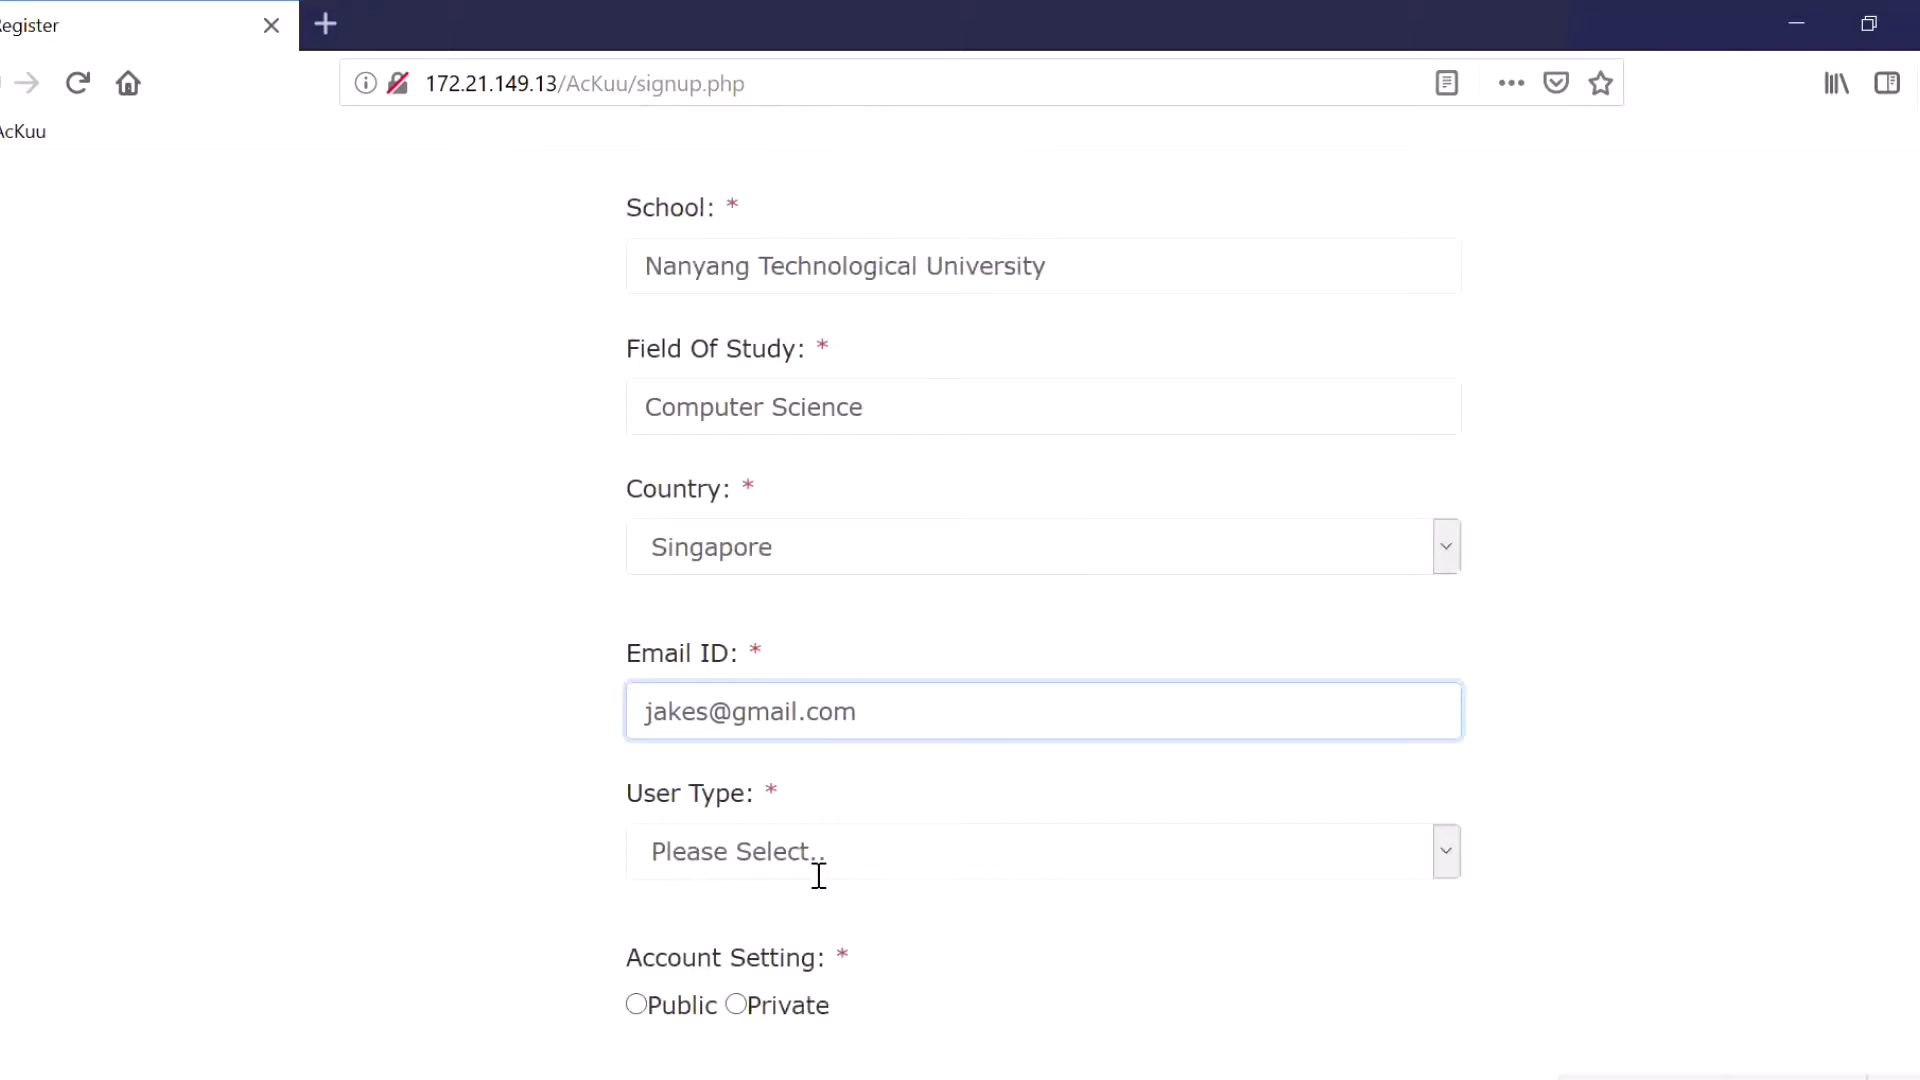 Register
172.21.149.13/AcKuu/signup.php
AcKuu
School: *
Nanyang Technological University
Field Of Study: *
Computer Science
Country: *
Singapore
Email ID: *
jakes@gmail.com
User Type: *
Please Select..
Account Setting: *
Public Private